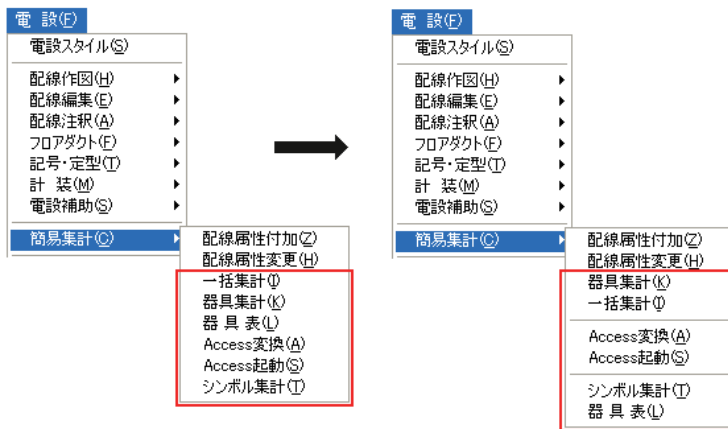 電 設(F)
電設スタイル(S)
配線作図(H)
配線編集(E)
配線注釈(A)
フロアダクト(F)
記号・定型(T)
計 装(M)
電設補助(S)
簡易集計(C)
配線属性付加(Z)
配線属性変更(H)
一括集計(I)
器具集計(K)
器 具 表(L)
Access変換(A)
Access起動(S)
シンボル集計(T)
電 設(F)
電設スタイル(S)
配線作図(H)
配線編集(E)
配線注釈(A)
フロアダクト(F)
記号・定型(T)
計 装(M)
電設補助(S)
簡易集計(C)
配線属性付加(Z)
配線属性変更(H)
器具集計(K)
一括集計(I)
Access変換(A)
Access起動(S)
シンボル集計(T)
器 具 表(L)